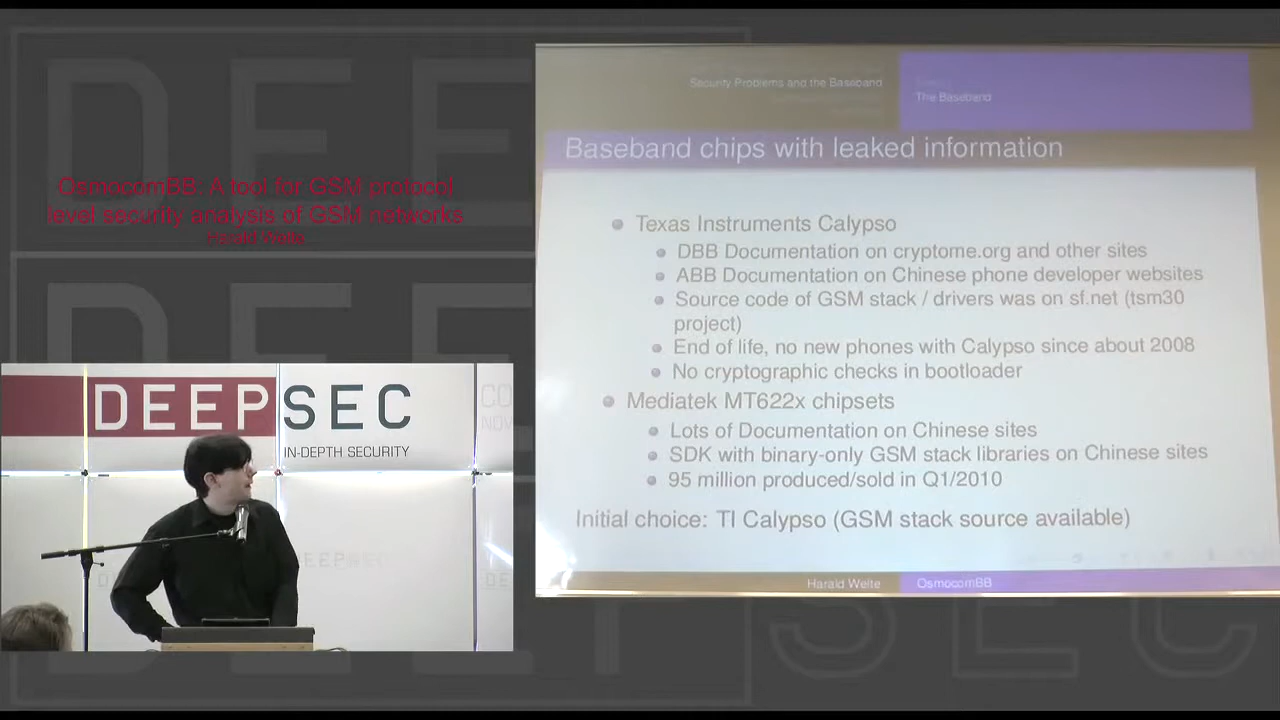 OsmocomBB: A tool for GSM protocol
level security analysis of GSM networks
Harald Welte
DEEPSEC
IN-DEPTH SECURITY
Security Problems and the Baseband
The Baseband
Baseband chips with leaked information
Texas Instruments Calypso
DBB Documentation on cryptome.org and other sites
ABB Documentation on Chinese phone developer websites
Source code of GSM stack / drivers was on sf.net (tsm30
project)
End of life, no new phones with Calypso since about 2008
No cryptographic checks in bootloader
Mediatek MT622x chipsets
Lots of Documentation on Chinese sites
SDK with binary-only GSM stack libraries on Chinese sites
95 million produced/sold in Q1/2010
Initial choice: TI Calypso (GSM stack source available)
Harald Welte
OsmocomBB